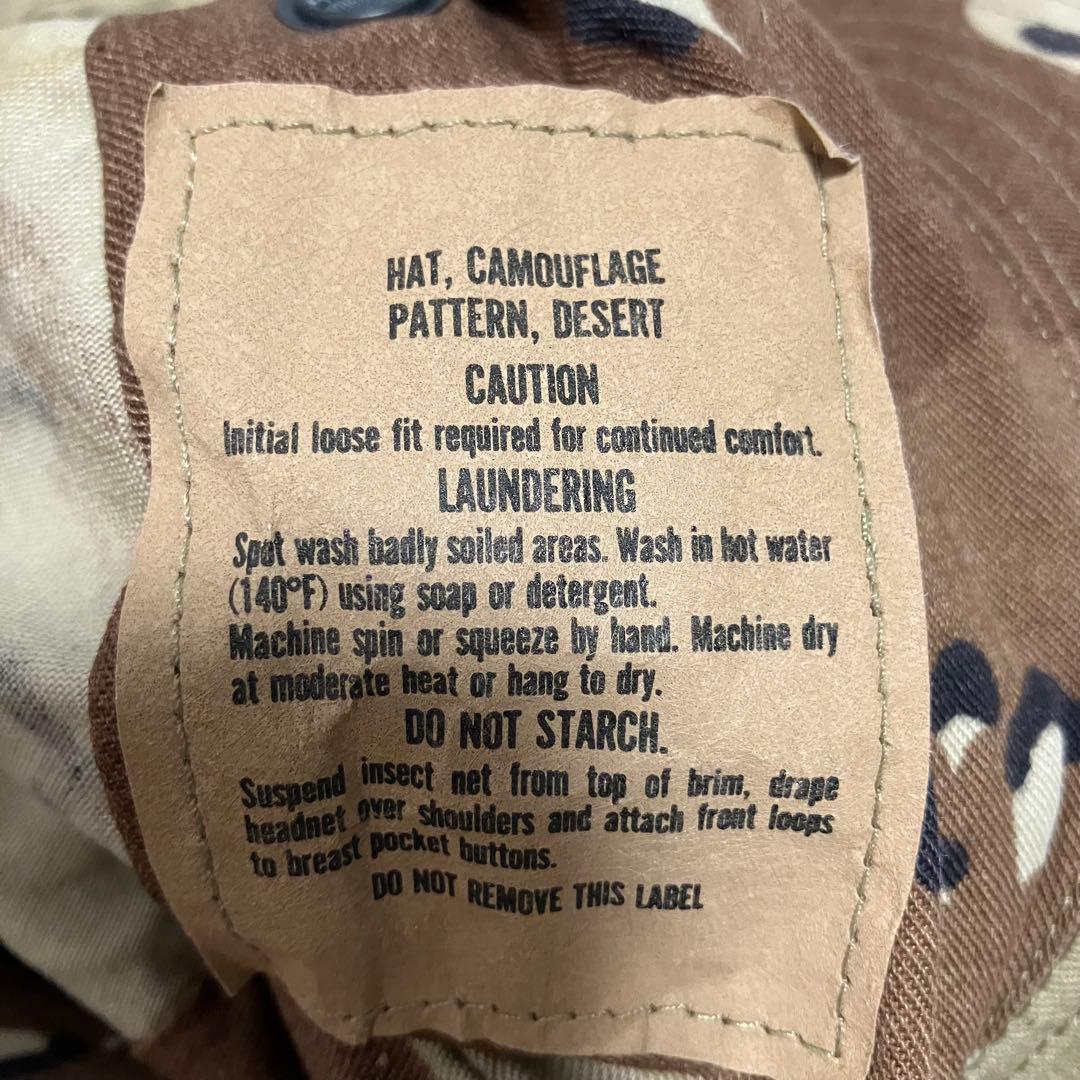 HAT, CAMOUFLAGE
PATTERN, DESERT
CAUTION
Initial loose fit required for continued comfort.
LAUNDERING
Spot wash badly soiled areas. Wash in hot water
(140°F) using soap or detergent.
Machine spin or squeeze by hand. Machine dry
at moderate heat or hang to dry.
DO NOT STARCH.
Suspend insect net from top of brim, drape
headnet over shoulders and attach front loops
to breast pocket buttons.
DO NOT REMOVE THIS LABEL